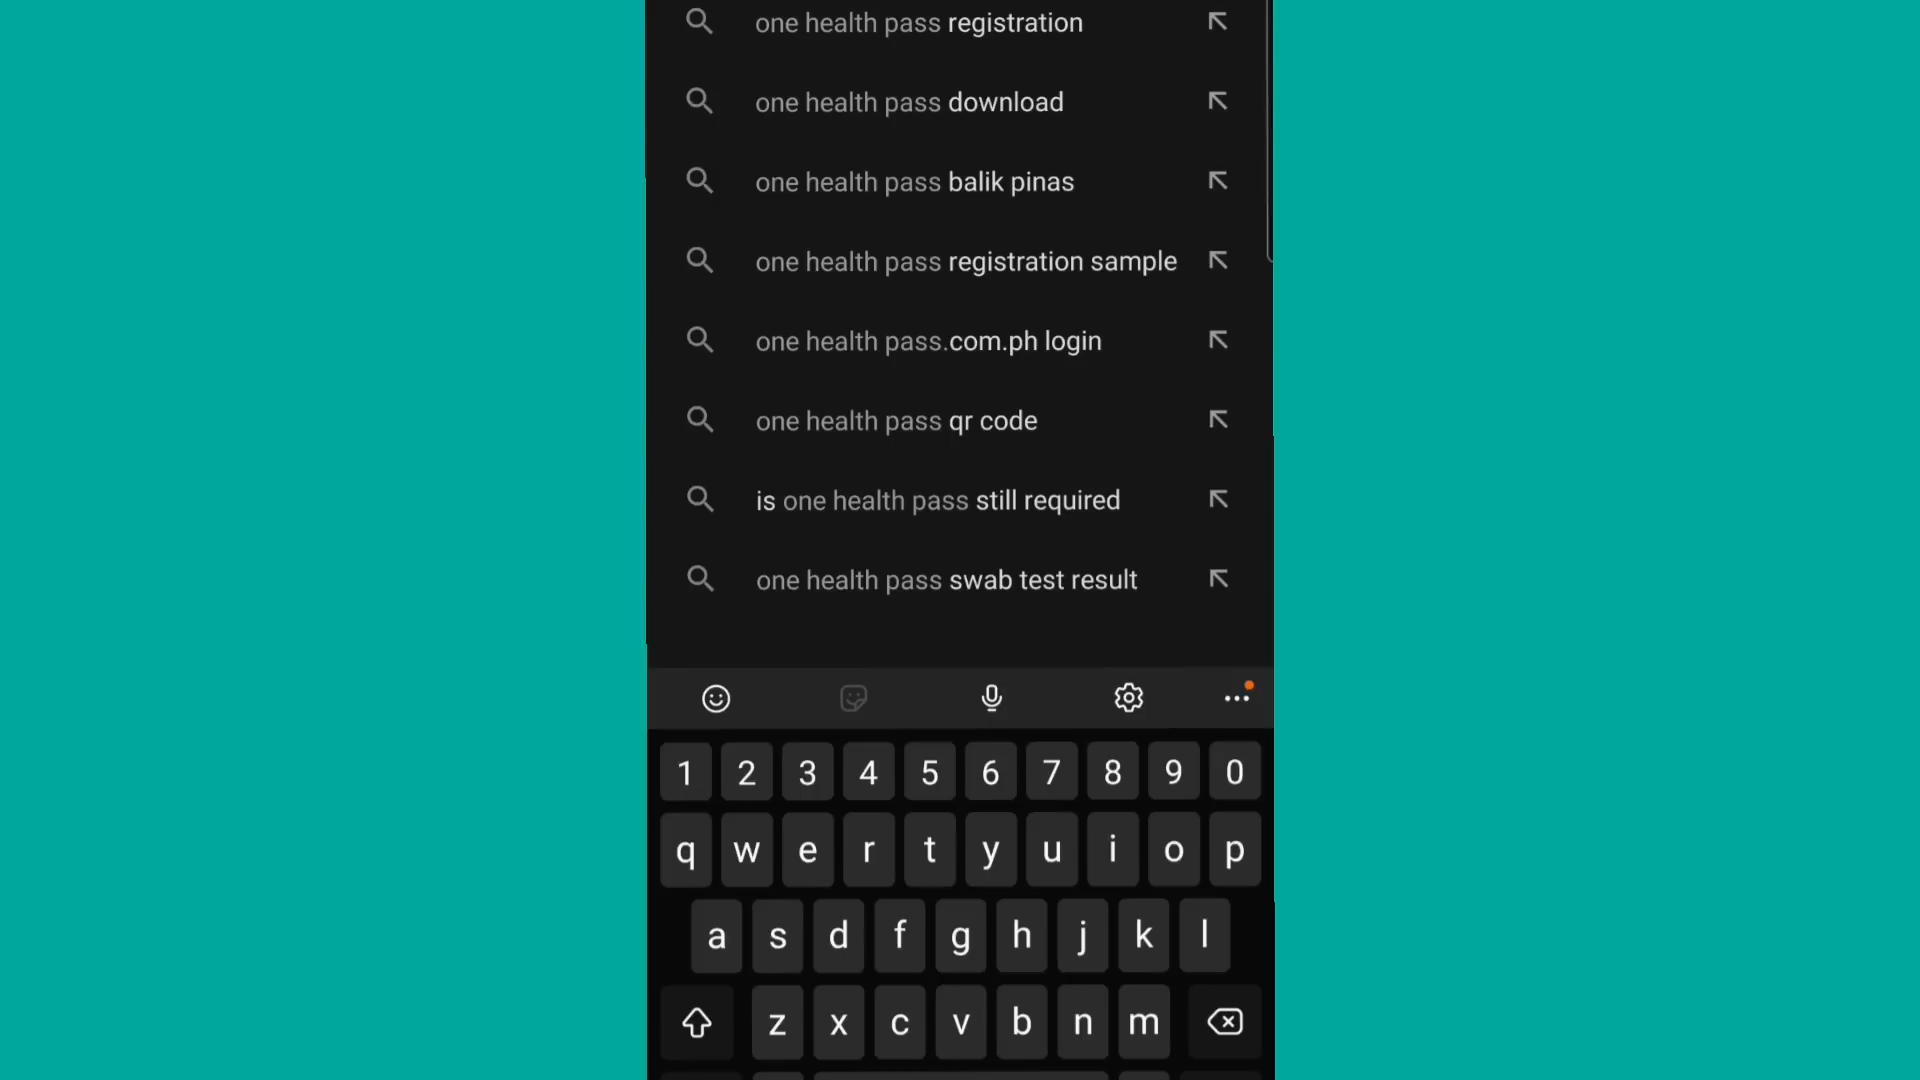 one health pass registration
one health pass download
one health pass balik pinas
one health pass registration sample
one health pass.com.ph login
one health pass qr code
is one health pass still required
one health pass swab test result
1 2 3 4 5 6 7 8 9 0
q w e r t y u i o p
a s d f g h j k l
z x c v b n m